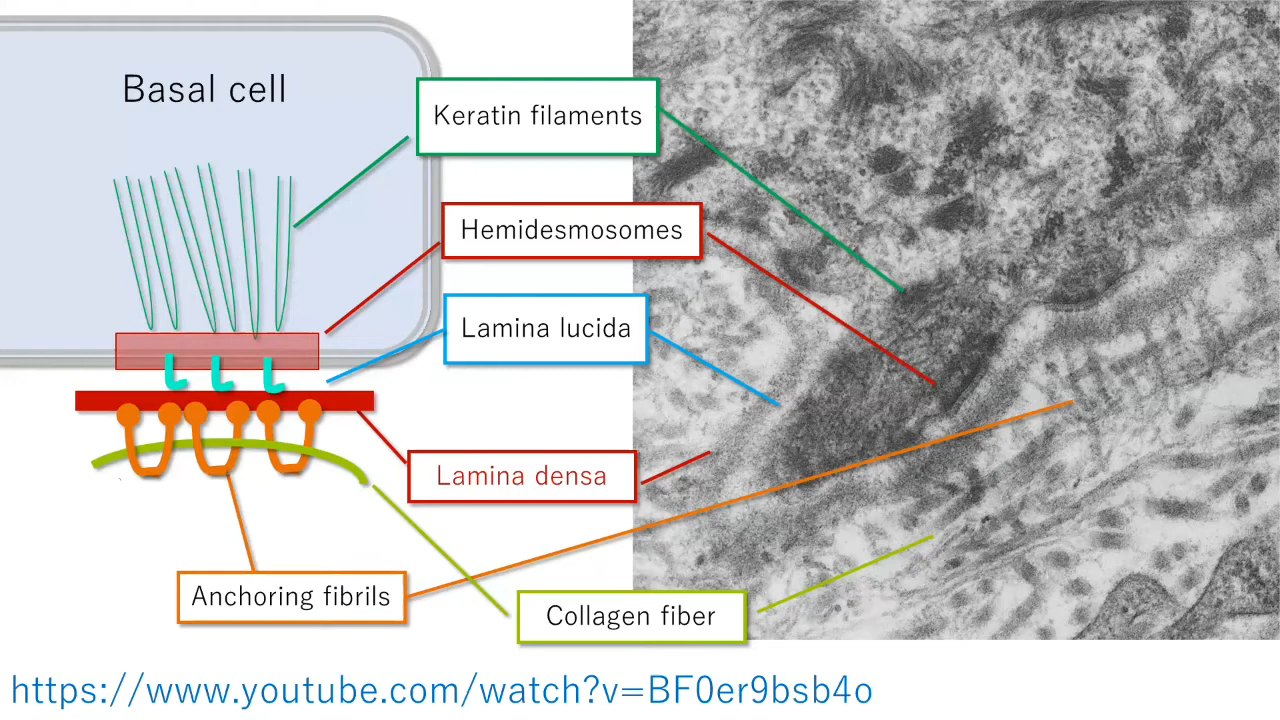 Basal cell
Keratin filaments
Hemidesmosomes
Lamina lucida
Lamina densa
Anchoring fibrils
Collagen fiber
https://www.youtube.com/watch?v=BF0er9bsb4o